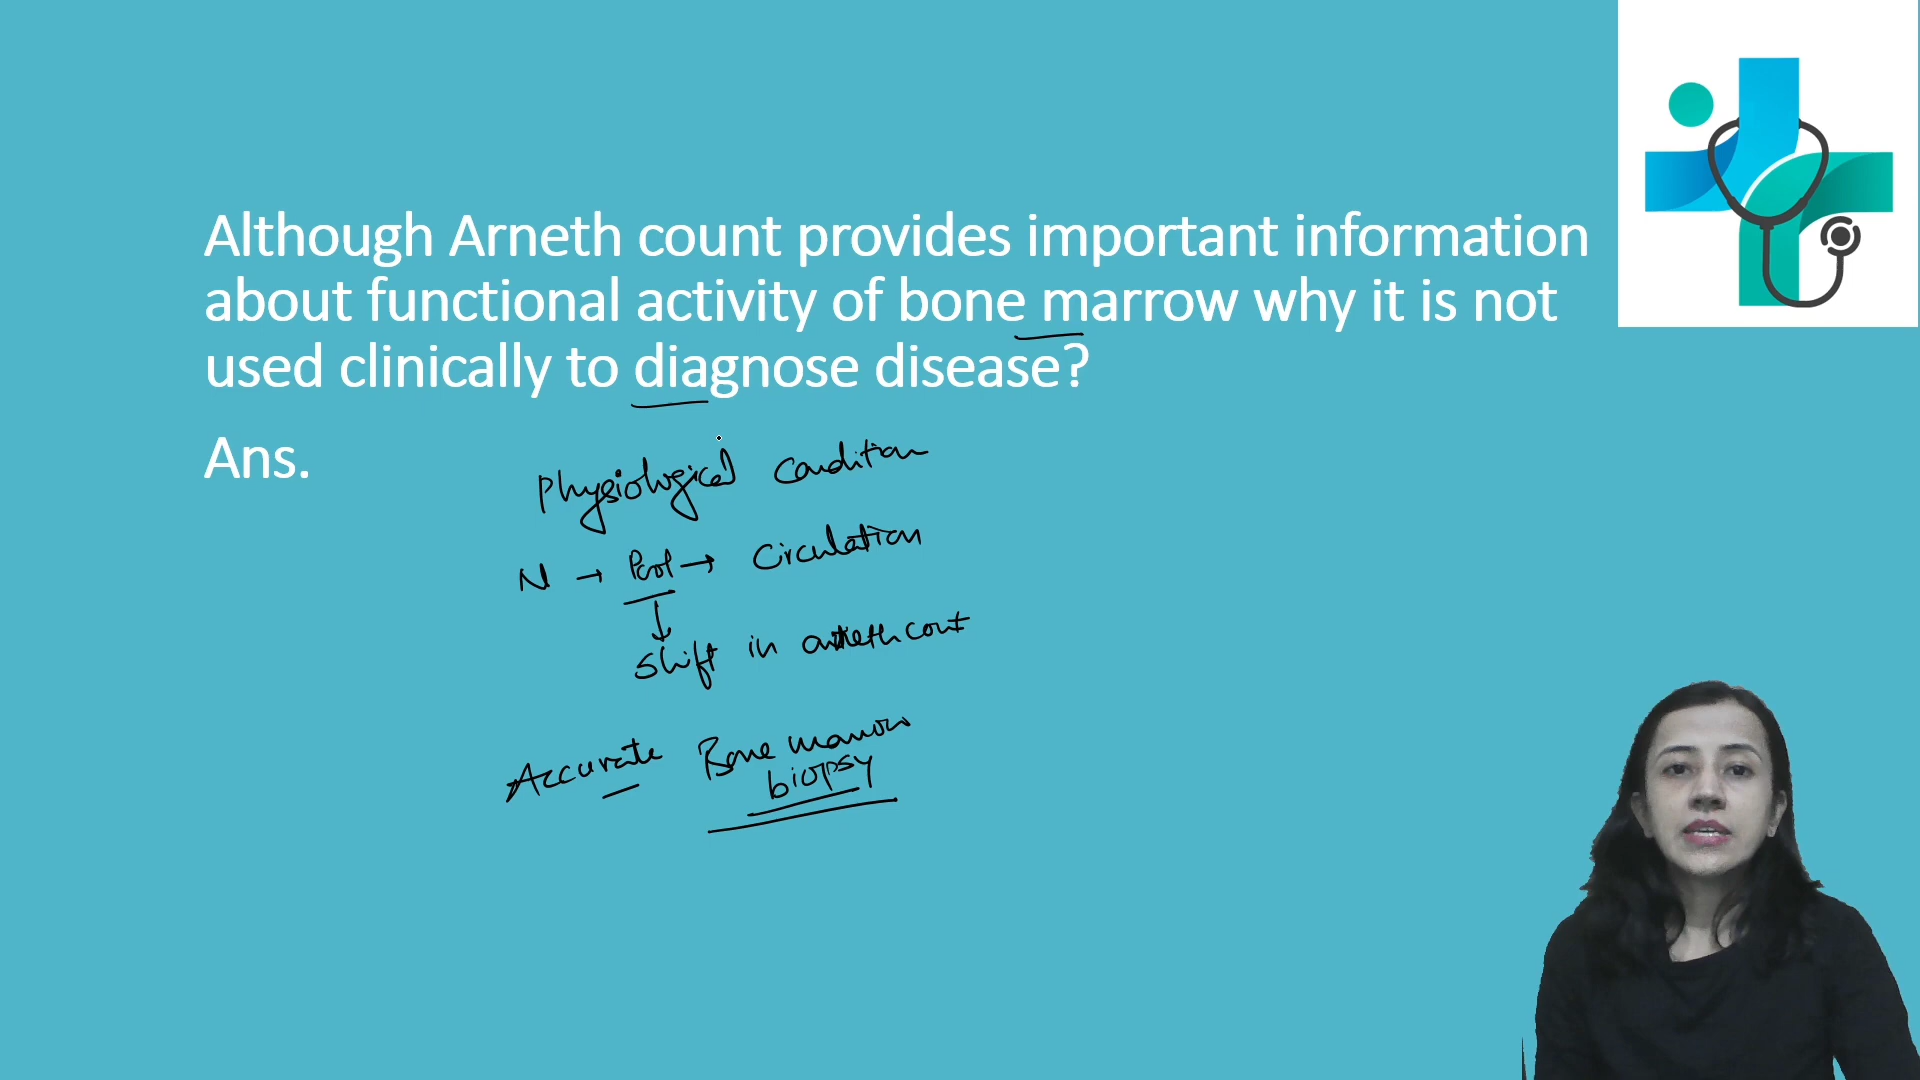 Although Arneth count provides important information
about functional activity of bone marrow why it is not
used clinically to diagnose disease?
Ans.
Physiological Condition
N → Pool → Circulation
↓
Shift in arneth count
Accurate Bone marrow
biopsy